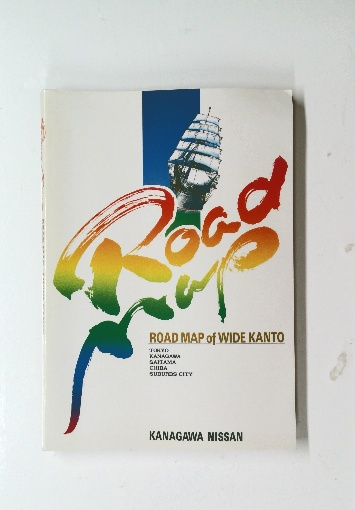 Road
Map
ROAD MAP of WIDE KANTO
TOKYO
KANAGAWA
SAITAMA
CHIBA
SUBURBS CITY
KANAGAWA NISSAN